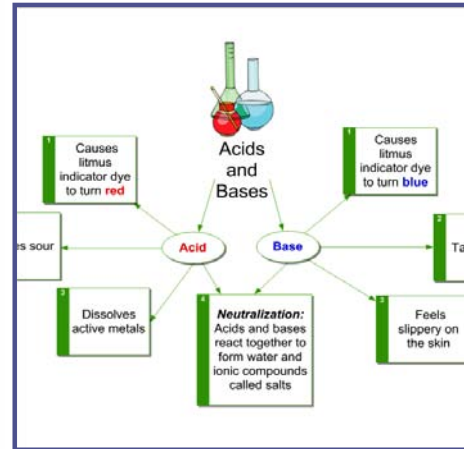 Acids
and
Bases
1
Causes
litmus
indicator dye
to turn red
1
Causes
litmus
indicator dye
to turn blue
sour
Acid
Base
2
3
Dissolves
active metals
4
Neutralization:
Acids and bases
react together to
form water and
ionic compounds
called salts
3
Feels
slippery on
the skin